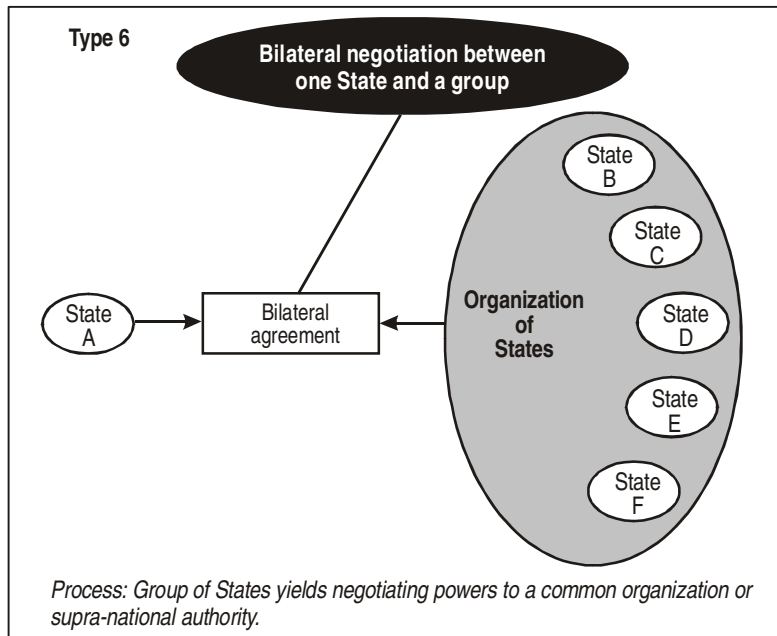 Type 6
Bilateral negotiation between
one State and a group
State
B
State
C
Organization
of
States
State
D
State
E
State
F
State
A
Bilateral
agreement
Process: Group of States yields negotiating powers to a common organization or
supra-national authority.